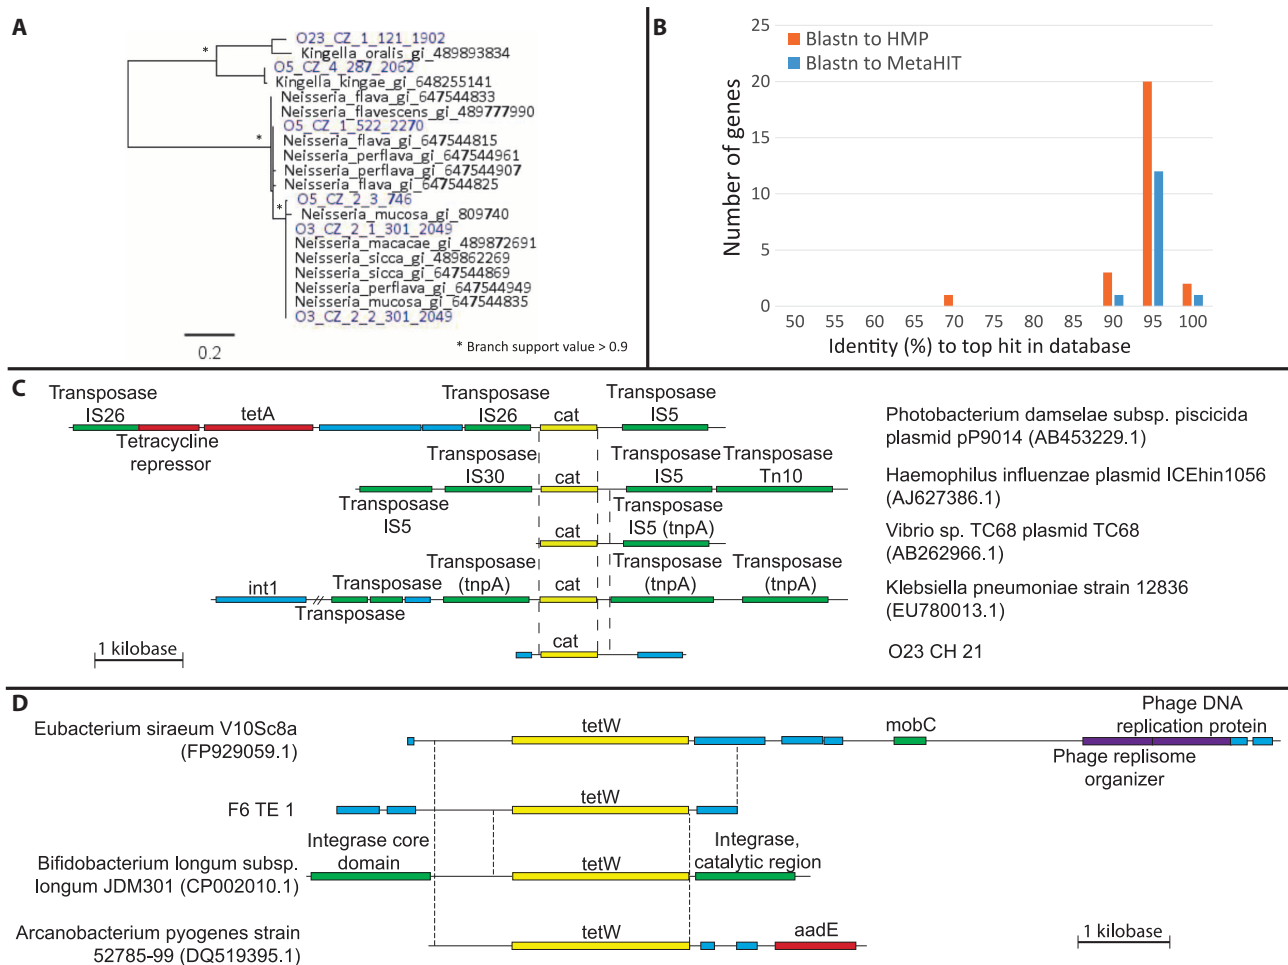 A
O23_CZ_1_121_1902
Kingella_oralis_gi_489893834
O5_CZ_4_287_2062
Kingella_kingae_gi_648255141
Neisseria_flava_gi_647544833
Neisseria_flavescens_gi_489777990
O5_CZ_1_522_2270
Neisseria_flava_gi_647544815
Neisseria_perflava_gi_647544961
Neisseria_perflava_gi_647544907
Neisseria_flava_gi_647544825
O5_CZ_2_3_746
Neisseria_mucosa_gi_809740
O3_CZ_2_1_301_2049
Neisseria_macacae_gi_489872691
Neisseria_sicca_gi_489862269
Neisseria_sicca_gi_647544869
Neisseria_perflava_gi_647544949
Neisseria_mucosa_gi_647544835
O3_CZ_2_2_301_2049
*
*
*
0.2
* Branch support value > 0.9
B
Number of genes
25
20
15
10
5
0
Blastn to HMP
Blastn to MetaHIT
50 55 60 65 70 75 80 85 90 95 100
Identity (%) to top hit in database
C
Transposase
IS26
tetA
Tetracycline
repressor
Transposase
IS26
cat
Transposase
IS5
Photobacterium damselae subsp. piscicida
plasmid pP9014 (AB453229.1)
Transposase
IS5
Transposase
IS30
cat
Transposase
IS5
Transposase
Tn10
Haemophilus influenzae plasmid ICEhin1056
(AJ627386.1)
cat
Transposase
IS5 (tnpA)
Vibrio sp. TC68 plasmid TC68
(AB262966.1)
int1
Transposase
Transposase
Transposase
(tnpA)
cat
Transposase
(tnpA)
Transposase
(tnpA)
Klebsiella pneumoniae strain 12836
(EU780013.1)
1 kilobase
cat
O23 CH 21
D
Eubacterium siraeum V10Sc8a
(FP929059.1)
tetW
mobC
Phage DNA
replication protein
Phage replisome
organizer
F6 TE 1
tetW
Bifidobacterium longum subsp.
longum JDM301 (CP002010.1)
Integrase core
domain
tetW
Integrase,
catalytic region
Arcanobacterium pyogenes strain
52785-99 (DQ519395.1)
tetW
aadE
1 kilobase